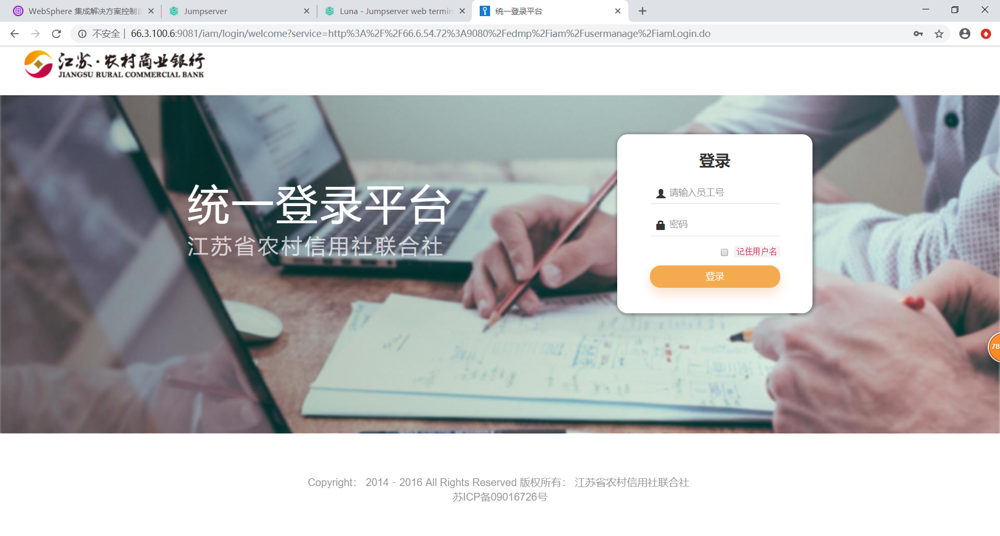 WebSphere 集成解决方案控制台
Jumpserver
Luna - Jumpserver web termin
统一登录平台
不安全 | 66.3.100.6:9081/iam/login/welcome?service=http%3A%2F%2F66.6.54.72%3A9080%2Fedmp%2Fiam%2Fusermanage%2FiamLogin.do
江苏·农村商业银行
JIANGSU RURAL COMMERCIAL BANK
登录
请输入员工号
密码
记住用户名
登录
统一登录平台
江苏省农村信用社联合社
78
Copyright： 2014 - 2016 All Rights Reserved 版权所有： 江苏省农村信用社联合社
苏ICP备09016726号